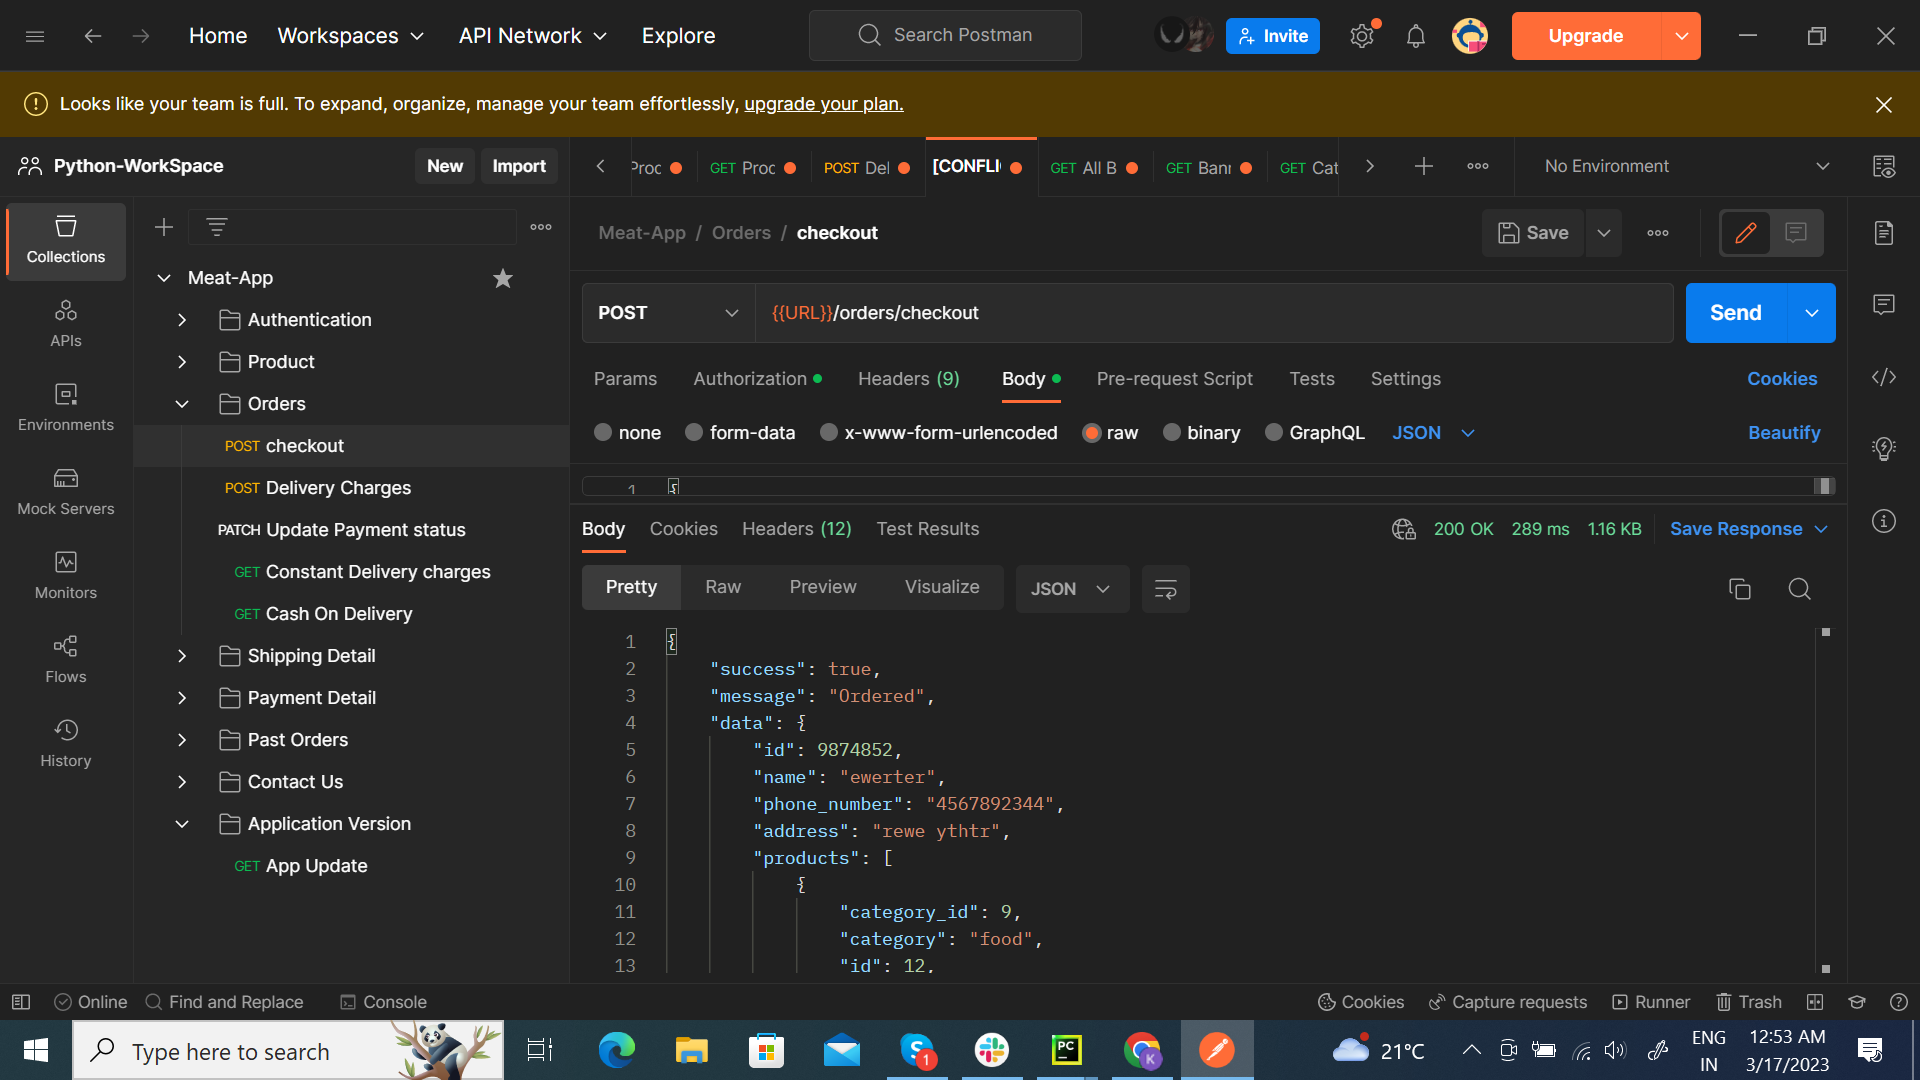 Home Workspaces API Network Explore Search Postman Invite Upgrade
Looks like your team is full. To expand, organize, manage your team effortlessly, upgrade your plan.
Python-WorkSpace New Import
GET Proc POST Del [CONFLI GET All B GET Bann GET Cat No Environment
Collections
APIs
Environments
Mock Servers
Monitors
Flows
History
Meat-App
Authentication
Product
Orders
POST checkout
POST Delivery Charges
PATCH Update Payment status
GET Constant Delivery charges
GET Cash On Delivery
Shipping Detail
Payment Detail
Past Orders
Contact Us
Application Version
GET App Update
Meat-App / Orders / checkout Save
POST {{URL}}/orders/checkout Send
Params Authorization Headers (9) Body Pre-request Script Tests Settings Cookies
none form-data x-www-form-urlencoded raw binary GraphQL JSON Beautify
1 {
Body Cookies Headers (12) Test Results 200 OK 289 ms 1.16 KB Save Response
Pretty Raw Preview Visualize JSON
1 {
2 "success": true,
3 "message": "Ordered",
4 "data": {
5 "id": 9874852,
6 "name": "ewerter",
7 "phone_number": "4567892344",
8 "address": "rewe ythtr",
9 "products": [
10 {
11 "category_id": 9,
12 "category": "food",
13 "id": 12,
Online Find and Replace Console Cookies Capture requests Runner Trash
Type here to search 1 PC K 21°C ENG 12:53 AM
IN 3/17/2023